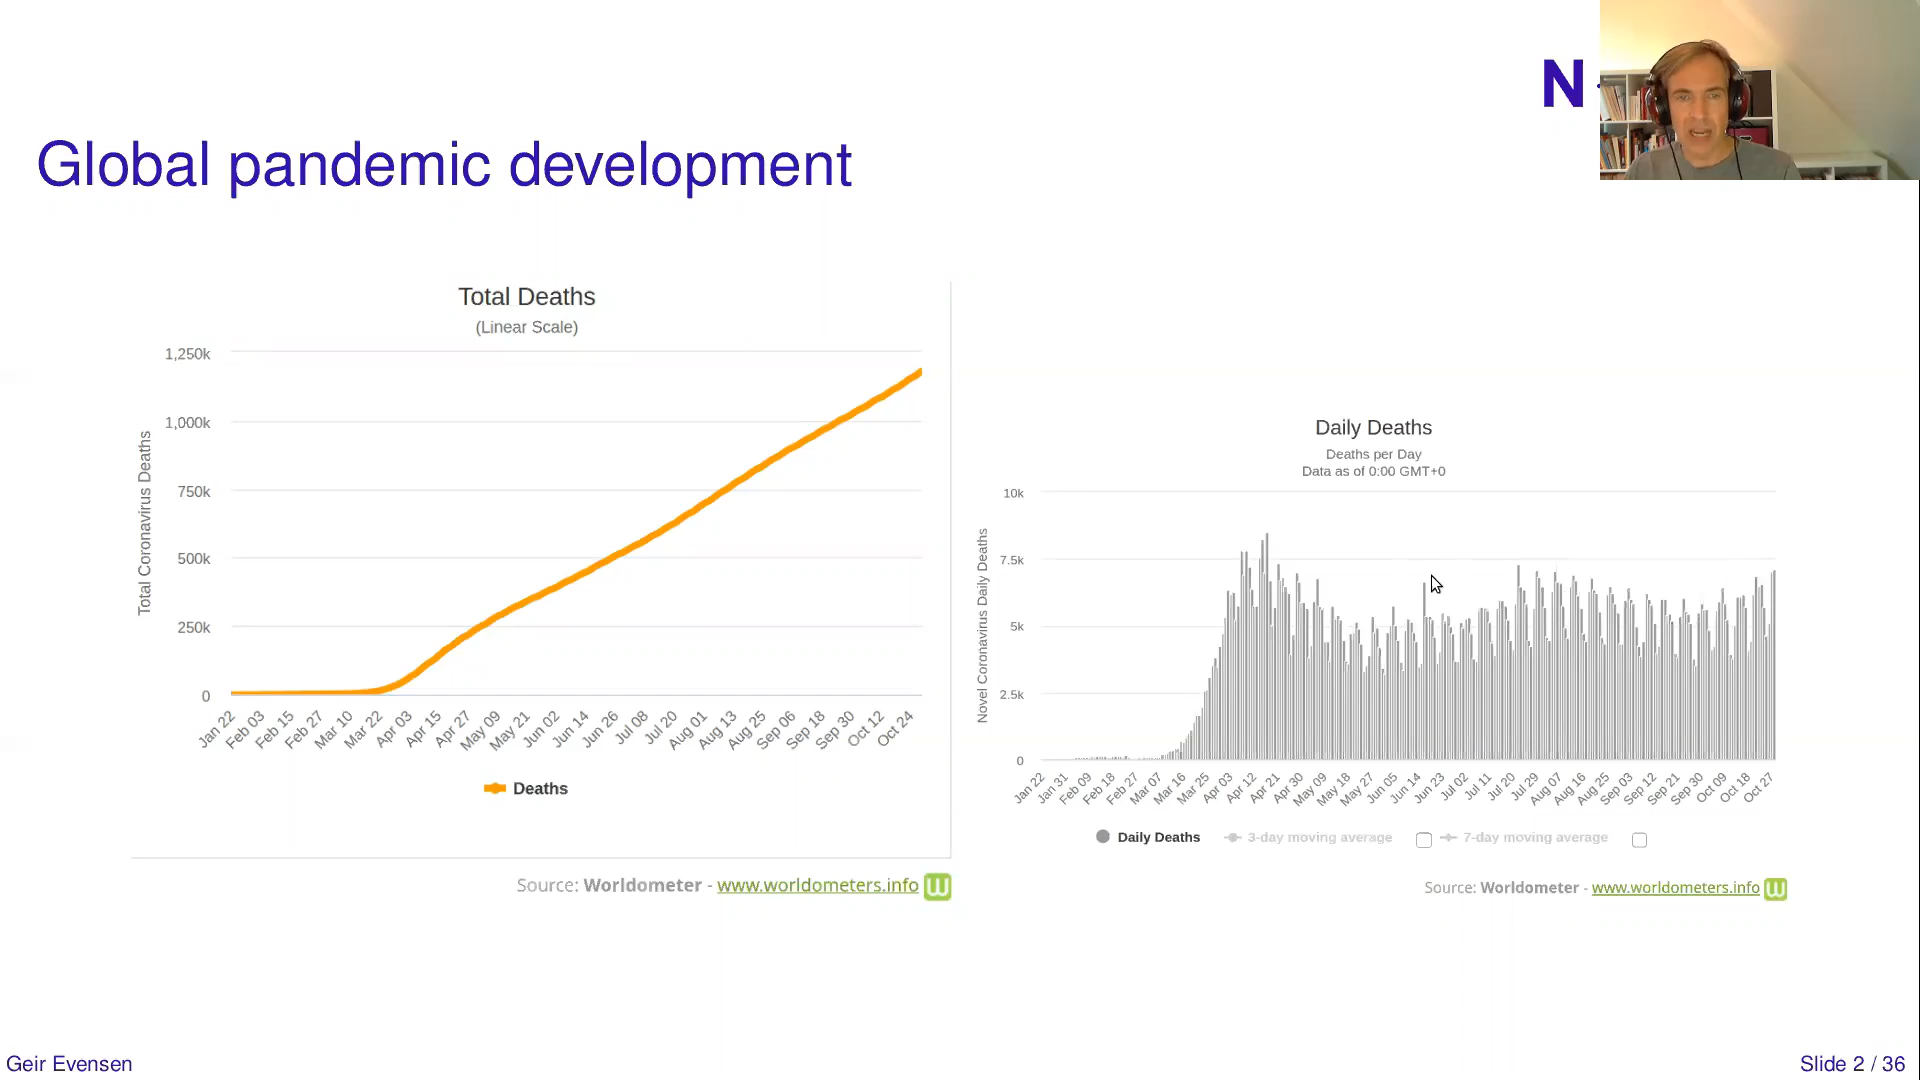 N
Global pandemic development
Total Deaths
(Linear Scale)
Total Coronavirus Deaths
1,250k
1,000k
750k
500k
250k
0
Jan 22
Feb 03
Feb 15
Feb 27
Mar 10
Mar 22
Apr 03
Apr 15
Apr 27
May 09
May 21
Jun 02
Jun 14
Jun 26
Jul 08
Jul 20
Aug 01
Aug 13
Aug 25
Sep 06
Sep 18
Sep 30
Oct 12
Oct 24
Deaths
Source: Worldometer - www.worldometers.info W
Daily Deaths
Deaths per Day
Data as of 0:00 GMT+0
Novel Coronavirus Daily Deaths
10k
7.5k
5k
2.5k
0
Jan 22
Jan 31
Feb 09
Feb 18
Feb 27
Mar 07
Mar 16
Mar 25
Apr 03
Apr 12
Apr 21
Apr 30
May 09
May 18
May 27
Jun 05
Jun 14
Jun 23
Jul 02
Jul 11
Jul 20
Jul 29
Aug 07
Aug 16
Aug 25
Sep 03
Sep 12
Sep 21
Sep 30
Oct 09
Oct 18
Oct 27
Daily Deaths 3-day moving average 7-day moving average
Source: Worldometer - www.worldometers.info W
Geir Evensen
Slide 2 / 36